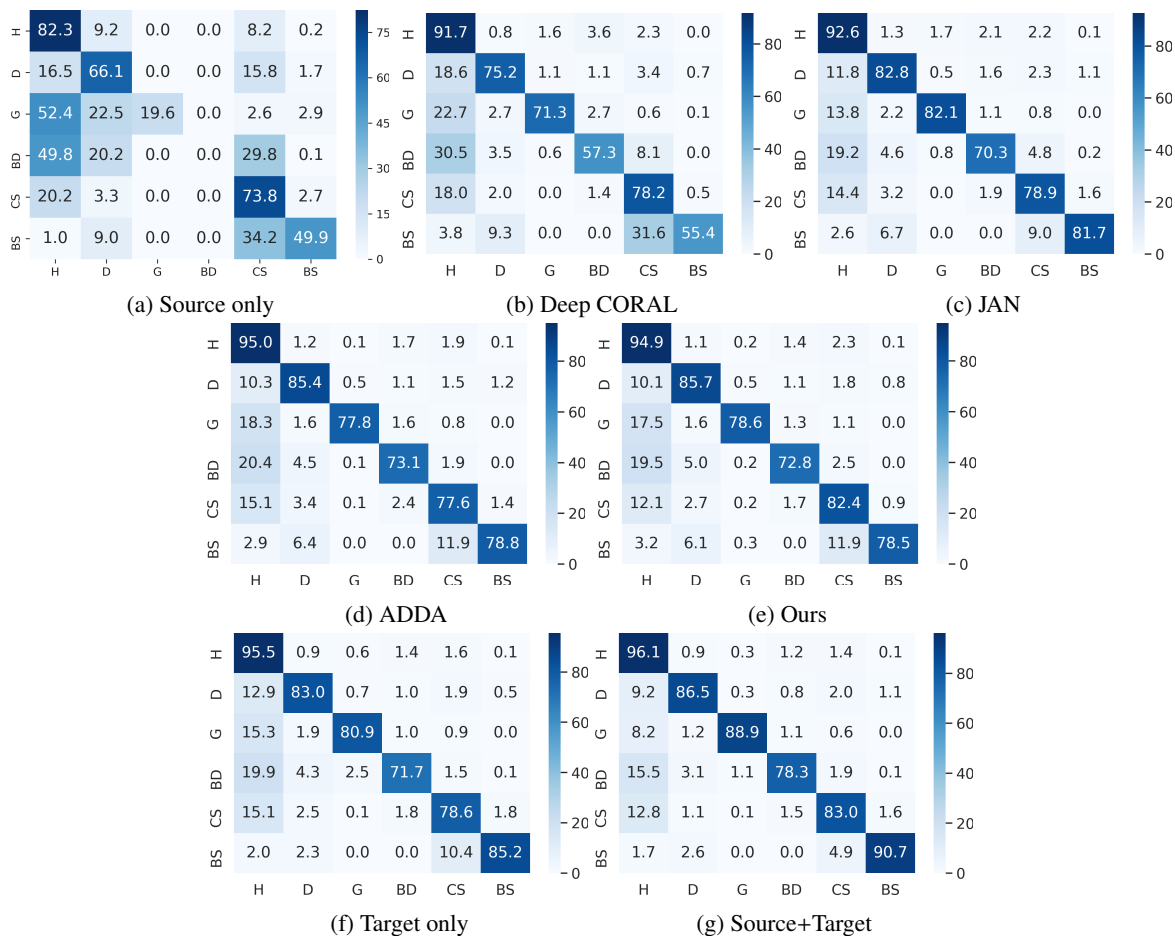 H 82.3 9.2 0.0 0.0 8.2 0.2 75
D 16.5 66.1 0.0 0.0 15.8 1.7 60
G 52.4 22.5 19.6 0.0 2.6 2.9 45
BD 49.8 20.2 0.0 0.0 29.8 0.1 30
CS 20.2 3.3 0.0 0.0 73.8 2.7 15
BS 1.0 9.0 0.0 0.0 34.2 49.9 0
H D G BD CS BS
(a) Source only
H 91.7 0.8 1.6 3.6 2.3 0.0 80
D 18.6 75.2 1.1 1.1 3.4 0.7 60
G 22.7 2.7 71.3 2.7 0.6 0.1
BD 30.5 3.5 0.6 57.3 8.1 0.0 40
CS 18.0 2.0 0.0 1.4 78.2 0.5 20
BS 3.8 9.3 0.0 0.0 31.6 55.4 0
H D G BD CS BS
(b) Deep CORAL
H 92.6 1.3 1.7 2.1 2.2 0.1 80
D 11.8 82.8 0.5 1.6 2.3 1.1 60
G 13.8 2.2 82.1 1.1 0.8 0.0
BD 19.2 4.6 0.8 70.3 4.8 0.2 40
CS 14.4 3.2 0.0 1.9 78.9 1.6 20
BS 2.6 6.7 0.0 0.0 9.0 81.7 0
H D G BD CS BS
(c) JAN
H 95.0 1.2 0.1 1.7 1.9 0.1 80
D 10.3 85.4 0.5 1.1 1.5 1.2 60
G 18.3 1.6 77.8 1.6 0.8 0.0
BD 20.4 4.5 0.1 73.1 1.9 0.0 40
CS 15.1 3.4 0.1 2.4 77.6 1.4 20
BS 2.9 6.4 0.0 0.0 11.9 78.8 0
H D G BD CS BS
(d) ADDA
H 94.9 1.1 0.2 1.4 2.3 0.1 80
D 10.1 85.7 0.5 1.1 1.8 0.8 60
G 17.5 1.6 78.6 1.3 1.1 0.0
BD 19.5 5.0 0.2 72.8 2.5 0.0 40
CS 12.1 2.7 0.2 1.7 82.4 0.9 20
BS 3.2 6.1 0.3 0.0 11.9 78.5 0
H D G BD CS BS
(e) Ours
H 95.5 0.9 0.6 1.4 1.6 0.1 80
D 12.9 83.0 0.7 1.0 1.9 0.5 60
G 15.3 1.9 80.9 1.0 0.9 0.0
BD 19.9 4.3 2.5 71.7 1.5 0.1 40
CS 15.1 2.5 0.1 1.8 78.6 1.8 20
BS 2.0 2.3 0.0 0.0 10.4 85.2 0
H D G BD CS BS
(f) Target only
H 96.1 0.9 0.3 1.2 1.4 0.1 80
D 9.2 86.5 0.3 0.8 2.0 1.1 60
G 8.2 1.2 88.9 1.1 0.6 0.0
BD 15.5 3.1 1.1 78.3 1.9 0.1 40
CS 12.8 1.1 0.1 1.5 83.0 1.6 20
BS 1.7 2.6 0.0 0.0 4.9 90.7 0
H D G BD CS BS
(g) Source+Target